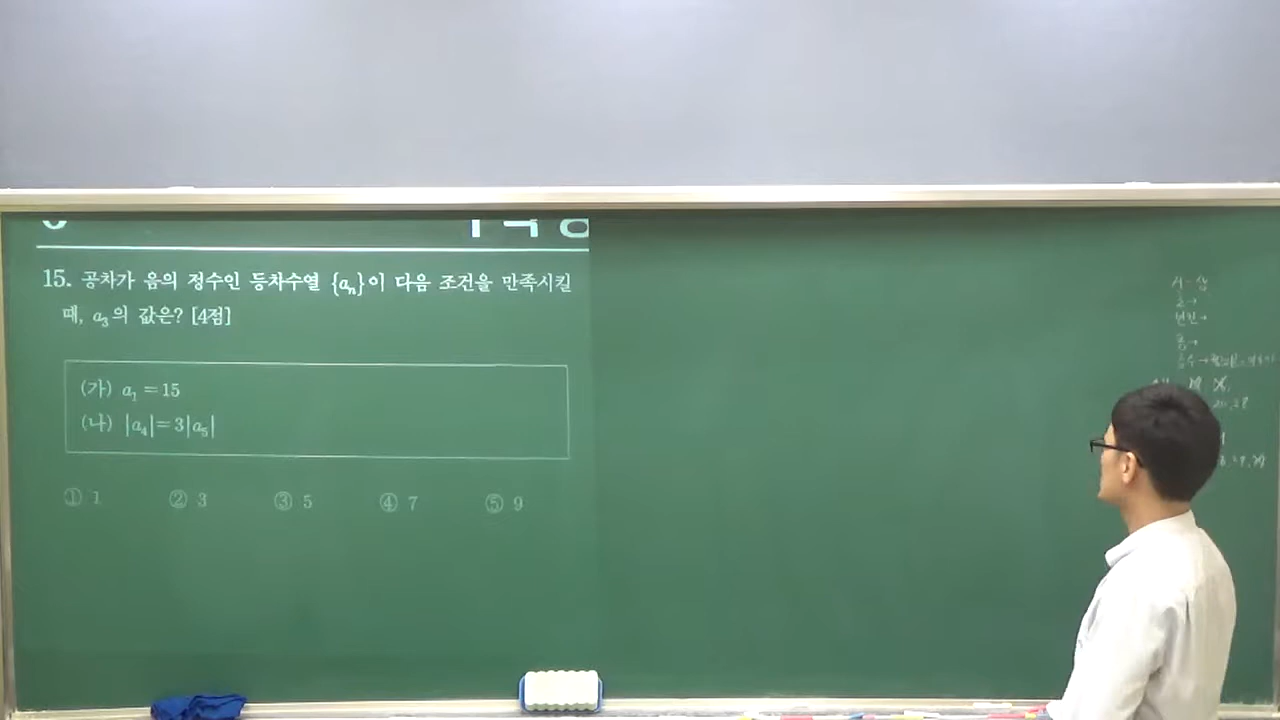 15. 공차가 음의 정수인 등차수열 {aₙ}이 다음 조건을 만족시킬
때, a₃의 값은? [4점]
(가) a₁ = 15
(나) |a₄| = 3|a₅|
① 1 ② 3 ③ 5 ④ 7 ⑤ 9